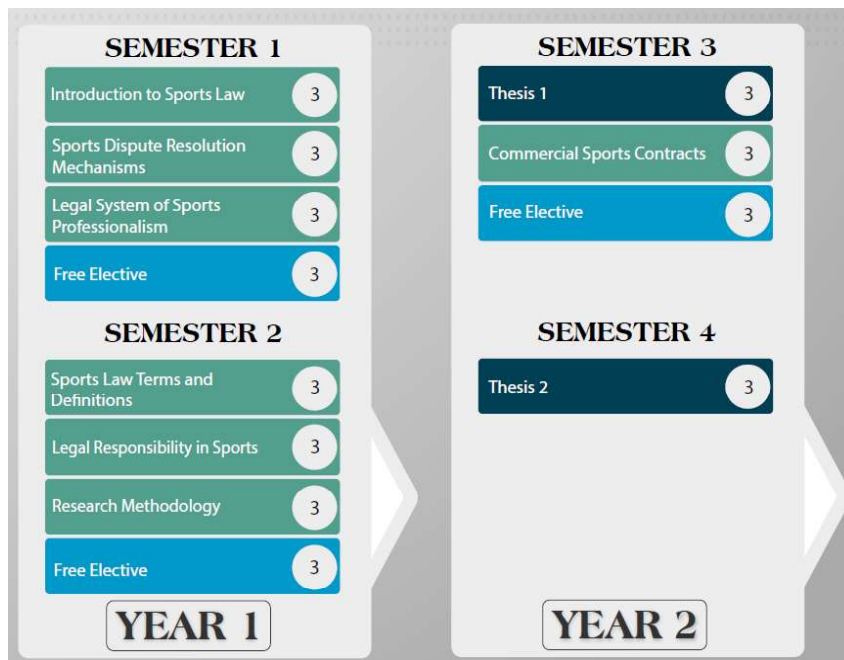 SEMESTER 1
Introduction to Sports Law 3
Sports Dispute Resolution
Mechanisms 3
Legal System of Sports
Professionalism 3
Free Elective 3
SEMESTER 2
Sports Law Terms and
Definitions 3
Legal Responsibility in Sports 3
Research Methodology 3
Free Elective 3
YEAR 1
SEMESTER 3
Thesis 1 3
Commercial Sports Contracts 3
Free Elective 3
SEMESTER 4
Thesis 2 3
YEAR 2